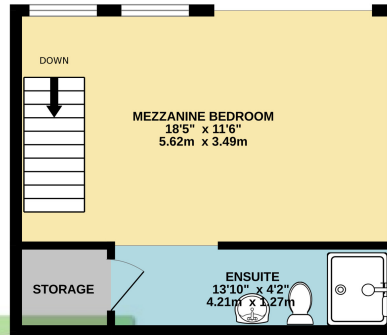 DOWN
MEZZANINE BEDROOM
18'5" x 11'6"
5.62m x 3.49m
ENSUITE
13'10" x 4'2"
4.21m x 1.27m
STORAGE